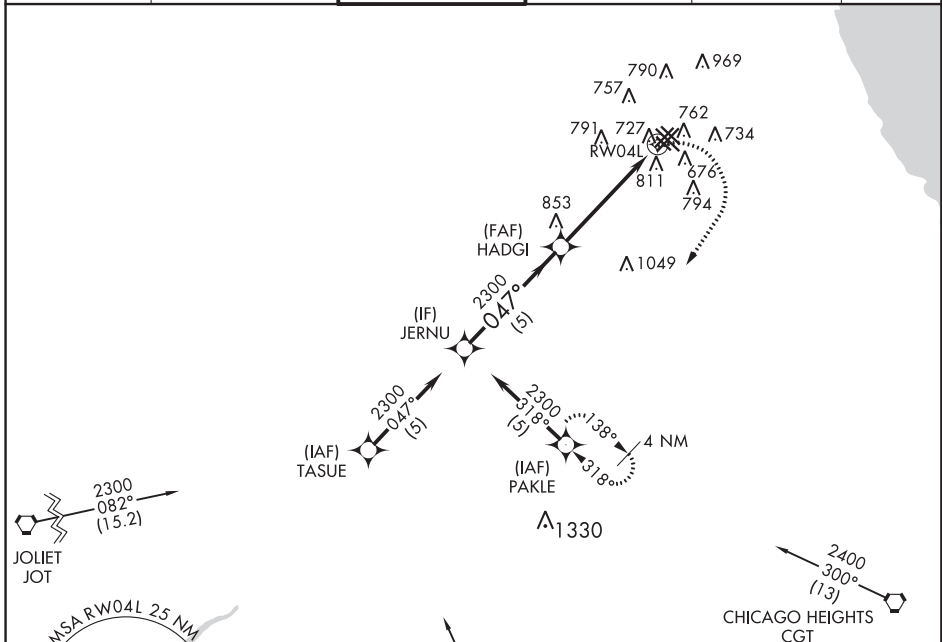 790
969
757
762
791
727
734
RW04L
811
676
794
853
(FAF)
HADGI
1049
2300
047°
(5)
(IF)
JERNU
2300
047°
(5)
2300
318°
(5)
138°
4 NM
318°
(IAF)
TASUE
(IAF)
PAKLE
2300
082°
(15.2)
1330
JOLIET
JOT
2400
300°
(13)
CHICAGO HEIGHTS
CGT
MSA RW04L 25 NM